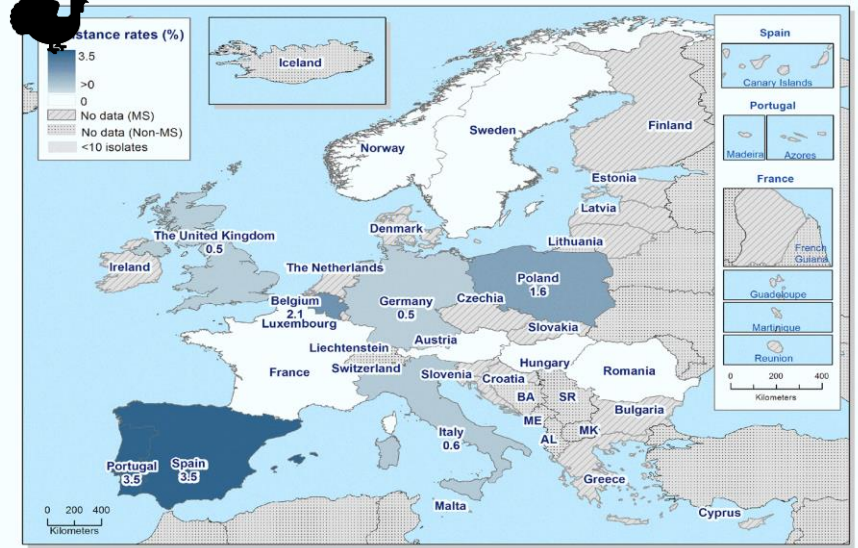 stance rates (%)
3.5
>0
0
No data (MS)
No data (Non-MS)
<10 isolates
Iceland
Spain
Canary Islands
Portugal
Madeira
Azores
France
French
Guiana
Guadeloupe
Martinique
Reunion
0 200 400
Kilometers
Norway
Sweden
Finland
Estonia
Latvia
Lithuania
Denmark
The United Kingdom
0.5
Ireland
The Netherlands
Belgium
2.1
Luxembourg
Germany
0.5
Poland
1.6
Czechia
Slovakia
Austria
Liechtenstein
Switzerland
France
Slovenia
Hungary
Romania
Croatia
BA
SR
Bulgaria
ME
MK
AL
Italy
0.6
Greece
Portugal
3.5
Spain
3.5
Malta
Cyprus
0 200 400
Kilometers